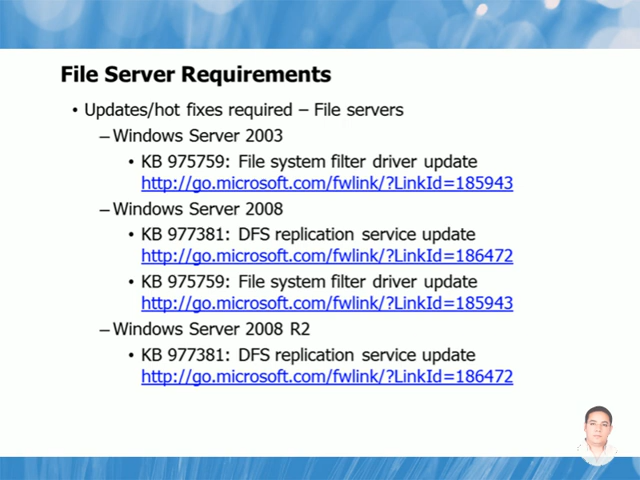 File Server Requirements
• Updates/hot fixes required – File servers
– Windows Server 2003
• KB 975759: File system filter driver update
http://go.microsoft.com/fwlink/?LinkId=185943
– Windows Server 2008
• KB 977381: DFS replication service update
http://go.microsoft.com/fwlink/?LinkId=186472
• KB 975759: File system filter driver update
http://go.microsoft.com/fwlink/?LinkId=185943
– Windows Server 2008 R2
• KB 977381: DFS replication service update
http://go.microsoft.com/fwlink/?LinkId=186472